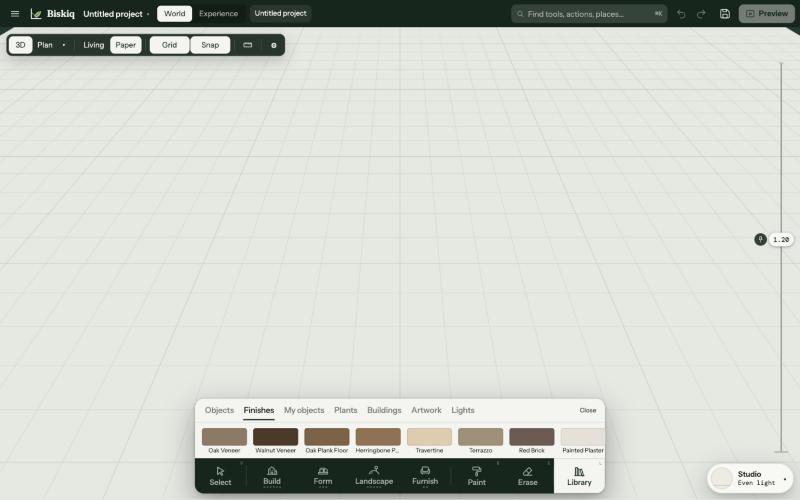 Biskiq Untitled project World Experience Untitled project Find tools, actions, places... ⌘K Preview
3D Plan Living Paper Grid Snap
1.20
Objects Finishes My objects Plants Buildings Artwork Lights Close
Oak Veneer Walnut Veneer Oak Plank Floor Herringbone P... Travertine Terrazzo Red Brick Painted Plaster
Select Build Form Landscape Furnish Paint Erase Library
Studio
Even light